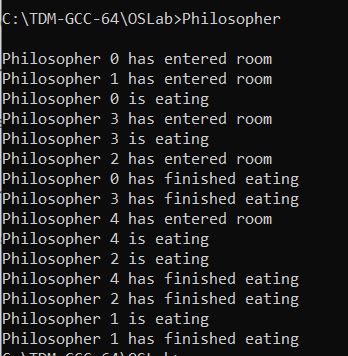 C:\TDM-GCC-64\OSLab>Philosopher
Philosopher 0 has entered room
Philosopher 1 has entered room
Philosopher 0 is eating
Philosopher 3 has entered room
Philosopher 3 is eating
Philosopher 2 has entered room
Philosopher 0 has finished eating
Philosopher 3 has finished eating
Philosopher 4 has entered room
Philosopher 4 is eating
Philosopher 2 is eating
Philosopher 4 has finished eating
Philosopher 2 has finished eating
Philosopher 1 is eating
Philosopher 1 has finished eating